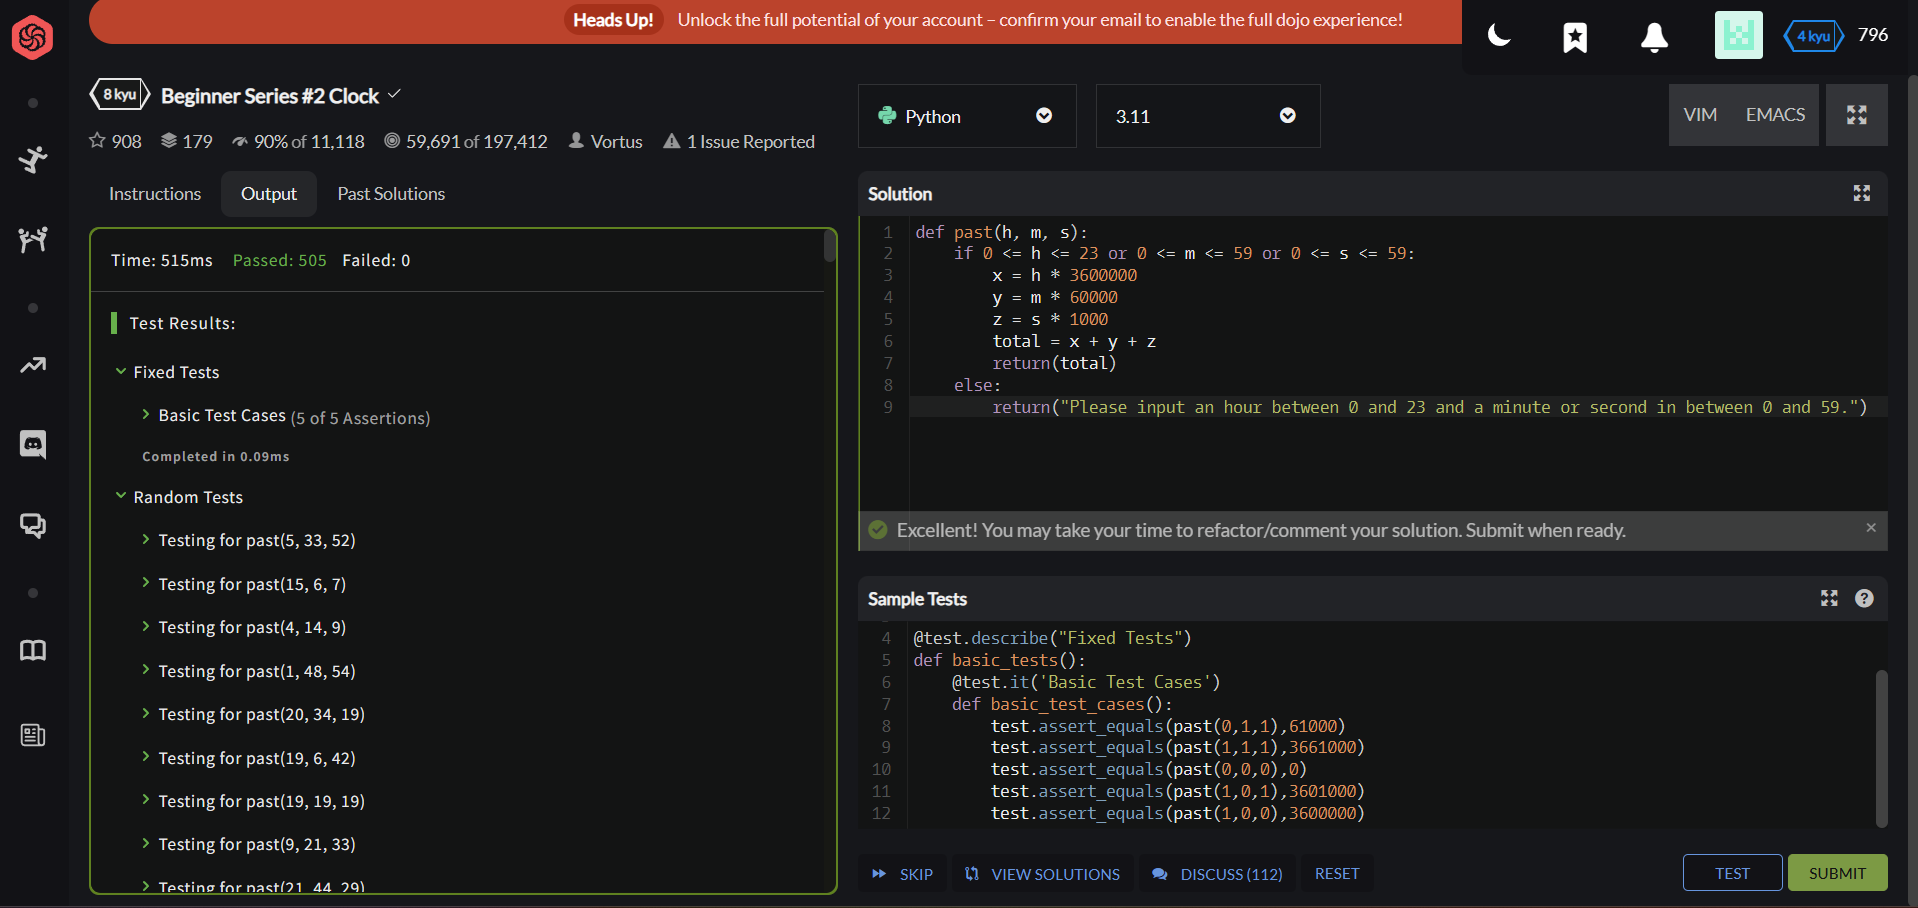 Heads Up! Unlock the full potential of your account – confirm your email to enable the full dojo experience!
4 kyu 796
8 kyu Beginner Series #2 Clock
908 179 90% of 11,118 59,691 of 197,412 Vortus 1 Issue Reported
Instructions Output Past Solutions
Time: 515ms Passed: 505 Failed: 0
Test Results:
Fixed Tests
Basic Test Cases (5 of 5 Assertions)
Completed in 0.09ms
Random Tests
Testing for past(5, 33, 52)
Testing for past(15, 6, 7)
Testing for past(4, 14, 9)
Testing for past(1, 48, 54)
Testing for past(20, 34, 19)
Testing for past(19, 6, 42)
Testing for past(19, 19, 19)
Testing for past(9, 21, 33)
Testing for past(21, 44, 29)
Python 3.11 VIM EMACS
Solution
1 def past(h, m, s):
2     if 0 <= h <= 23 or 0 <= m <= 59 or 0 <= s <= 59:
3         x = h * 3600000
4         y = m * 60000
5         z = s * 1000
6         total = x + y + z
7         return(total)
8     else:
9         return("Please input an hour between 0 and 23 and a minute or second in between 0 and 59.")
Excellent! You may take your time to refactor/comment your solution. Submit when ready. ×
Sample Tests ?
4 @test.describe("Fixed Tests")
5 def basic_tests():
6     @test.it('Basic Test Cases')
7     def basic_test_cases():
8         test.assert_equals(past(0,1,1),61000)
9         test.assert_equals(past(1,1,1),3661000)
10         test.assert_equals(past(0,0,0),0)
11         test.assert_equals(past(1,0,1),3601000)
12         test.assert_equals(past(1,0,0),3600000)
SKIP VIEW SOLUTIONS DISCUSS (112) RESET TEST SUBMIT